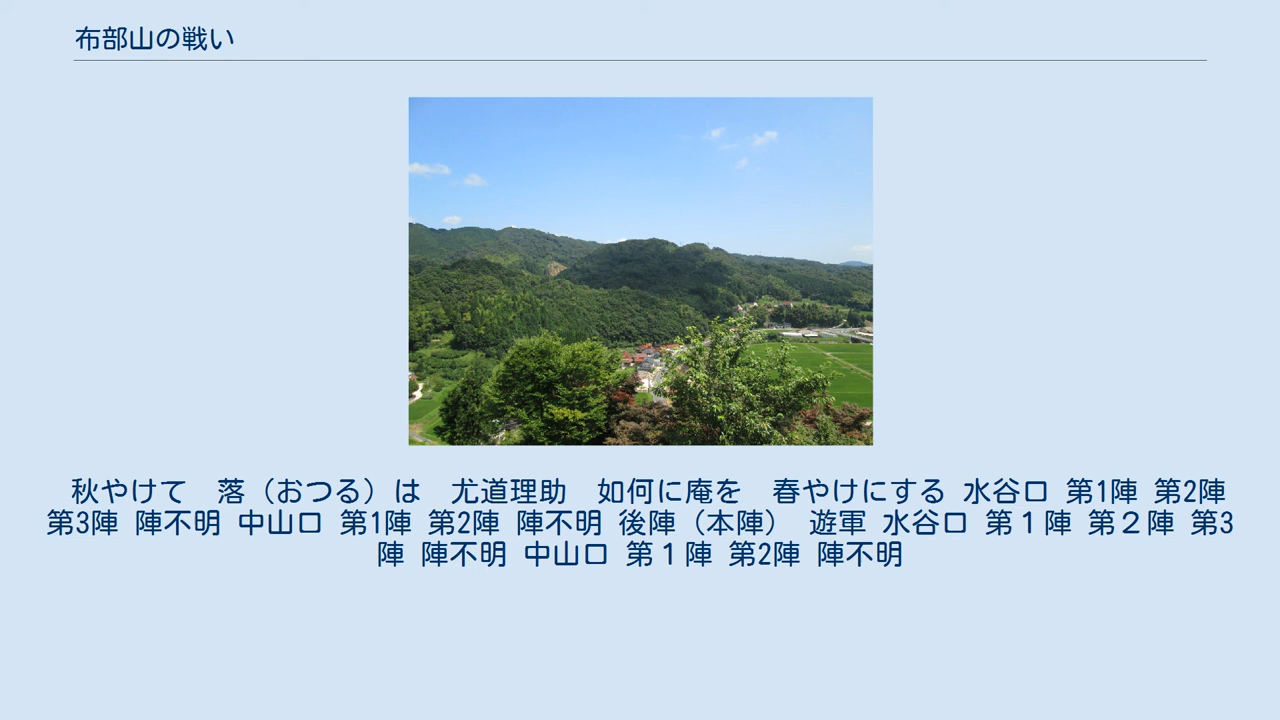 布部山の戦い
秋やけて　落（おつる）は　尤道理助　如何に庵を　春やけにする 水谷口 第1陣 第2陣
第3陣 陣不明 中山口 第1陣 第2陣 陣不明 後陣（本陣） 遊軍 水谷口 第１陣 第２陣 第3
陣 陣不明 中山口 第１陣 第2陣 陣不明